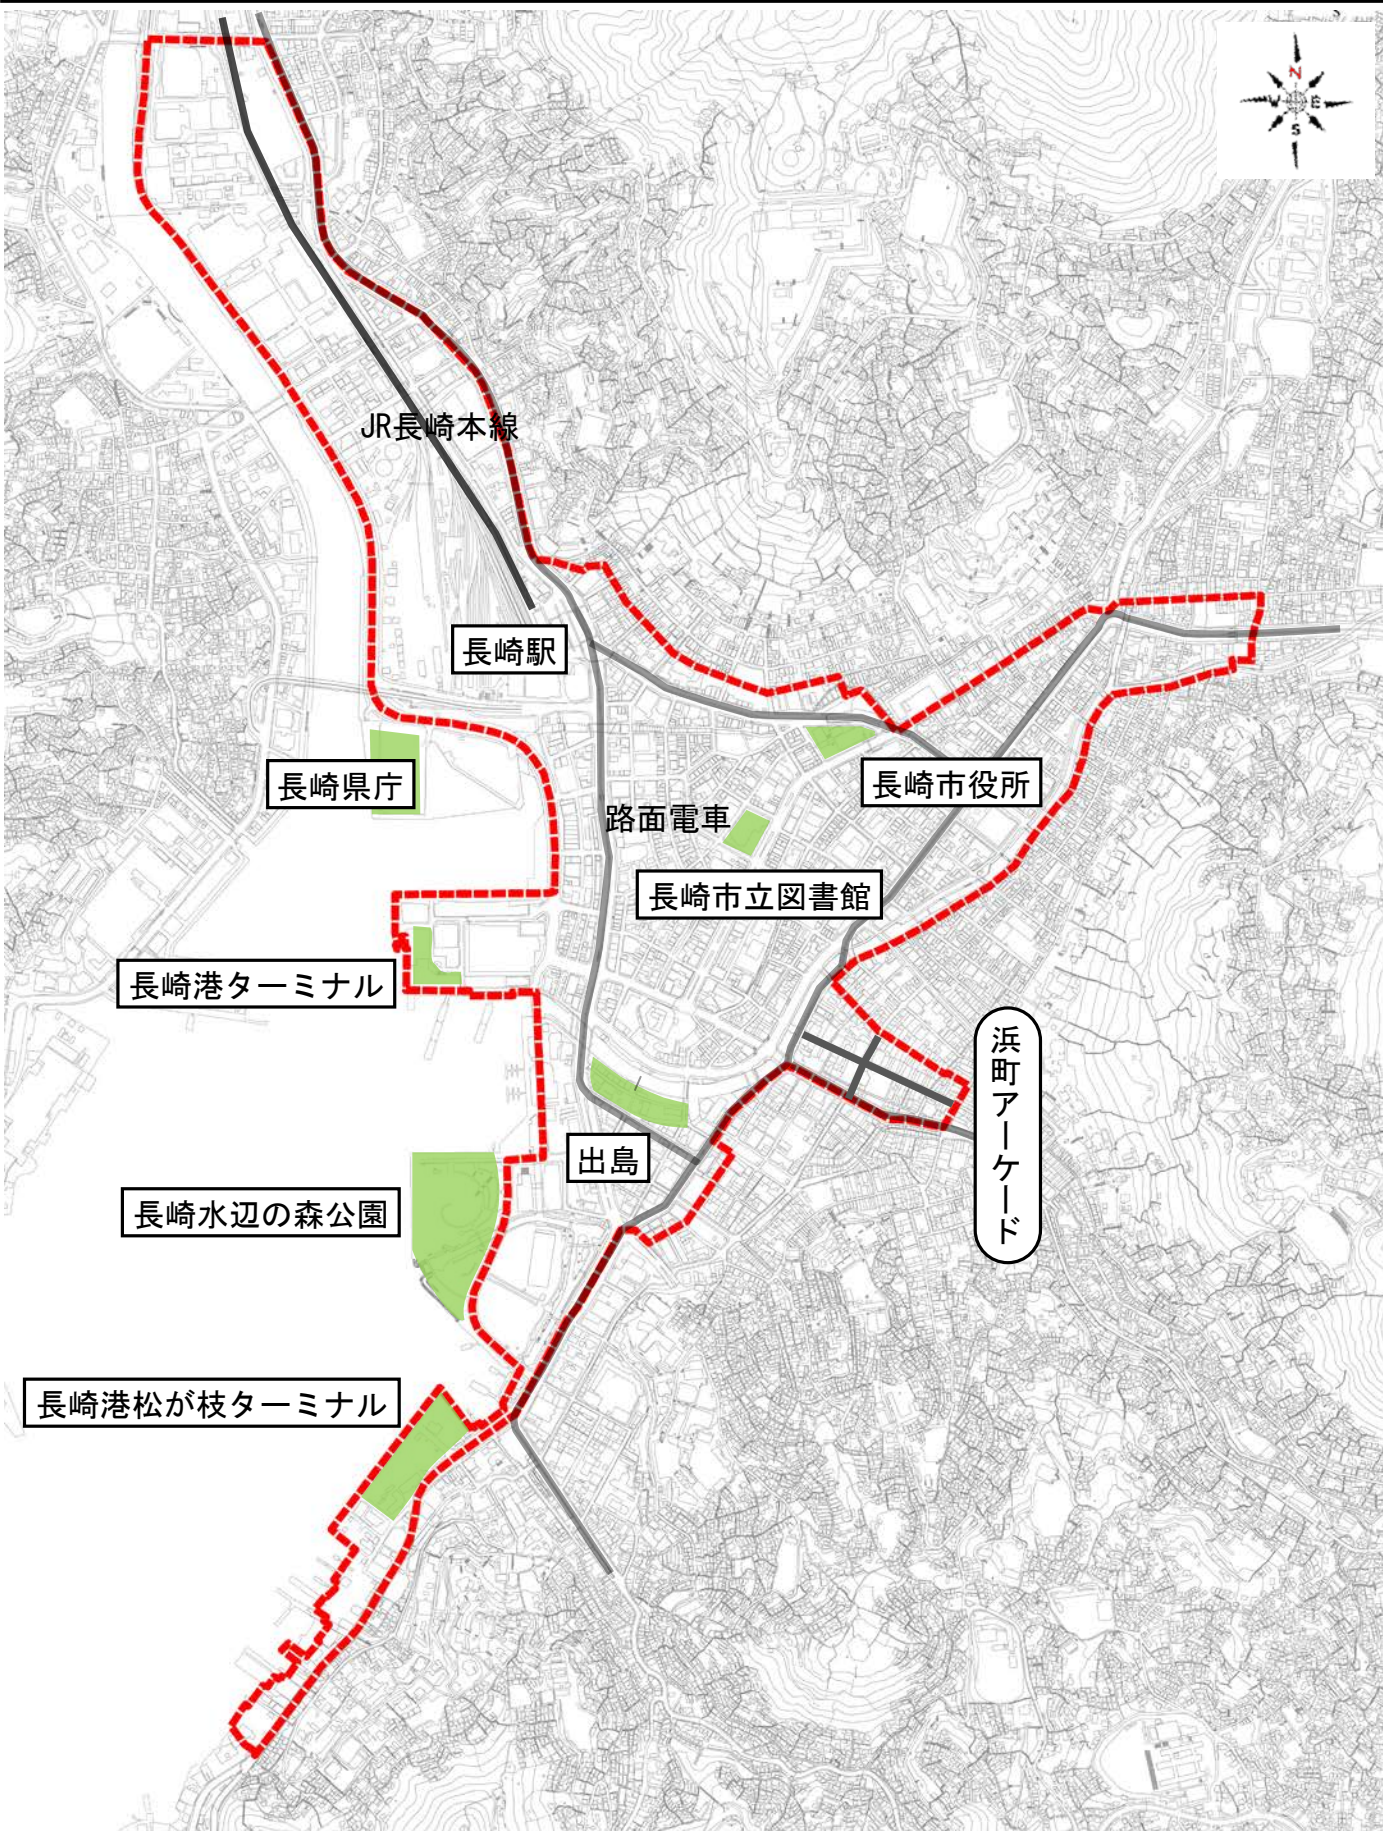 N
W
E
S
JR長崎本線
長崎駅
長崎県庁
長崎市役所
路面電車
長崎市立図書館
長崎港ターミナル
浜町アーケード
出島
長崎水辺の森公園
長崎港松が枝ターミナル